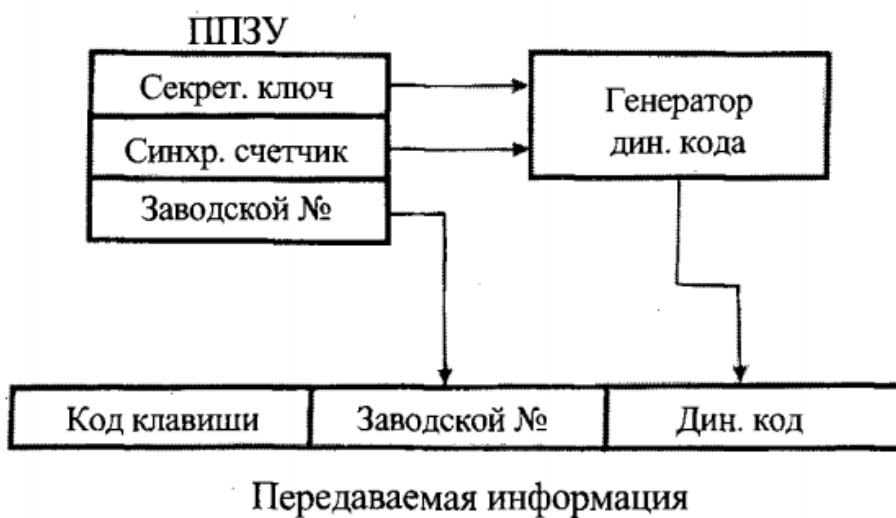 ППЗУ
Секрет. ключ
Синхр. счетчик
Заводской №
Генератор
дин. кода
Код клавиши
Заводской №
Дин. код
Передаваемая информация